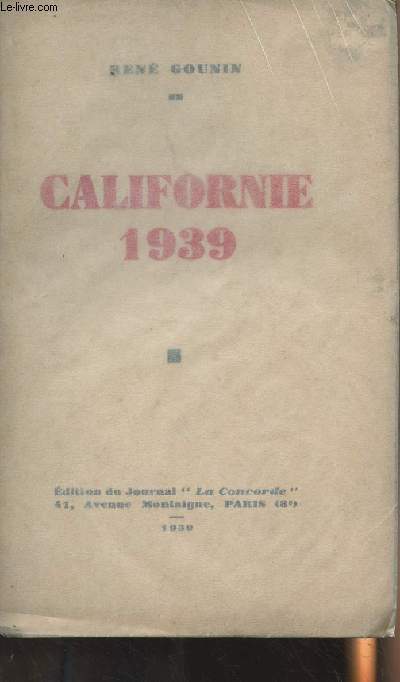 Le-livre.com
RENÉ GOUNIN
CALIFORNIE
1939
Édition du Journal " La Concorde "
41, Avenue Montaigne, PARIS (8e)
1939